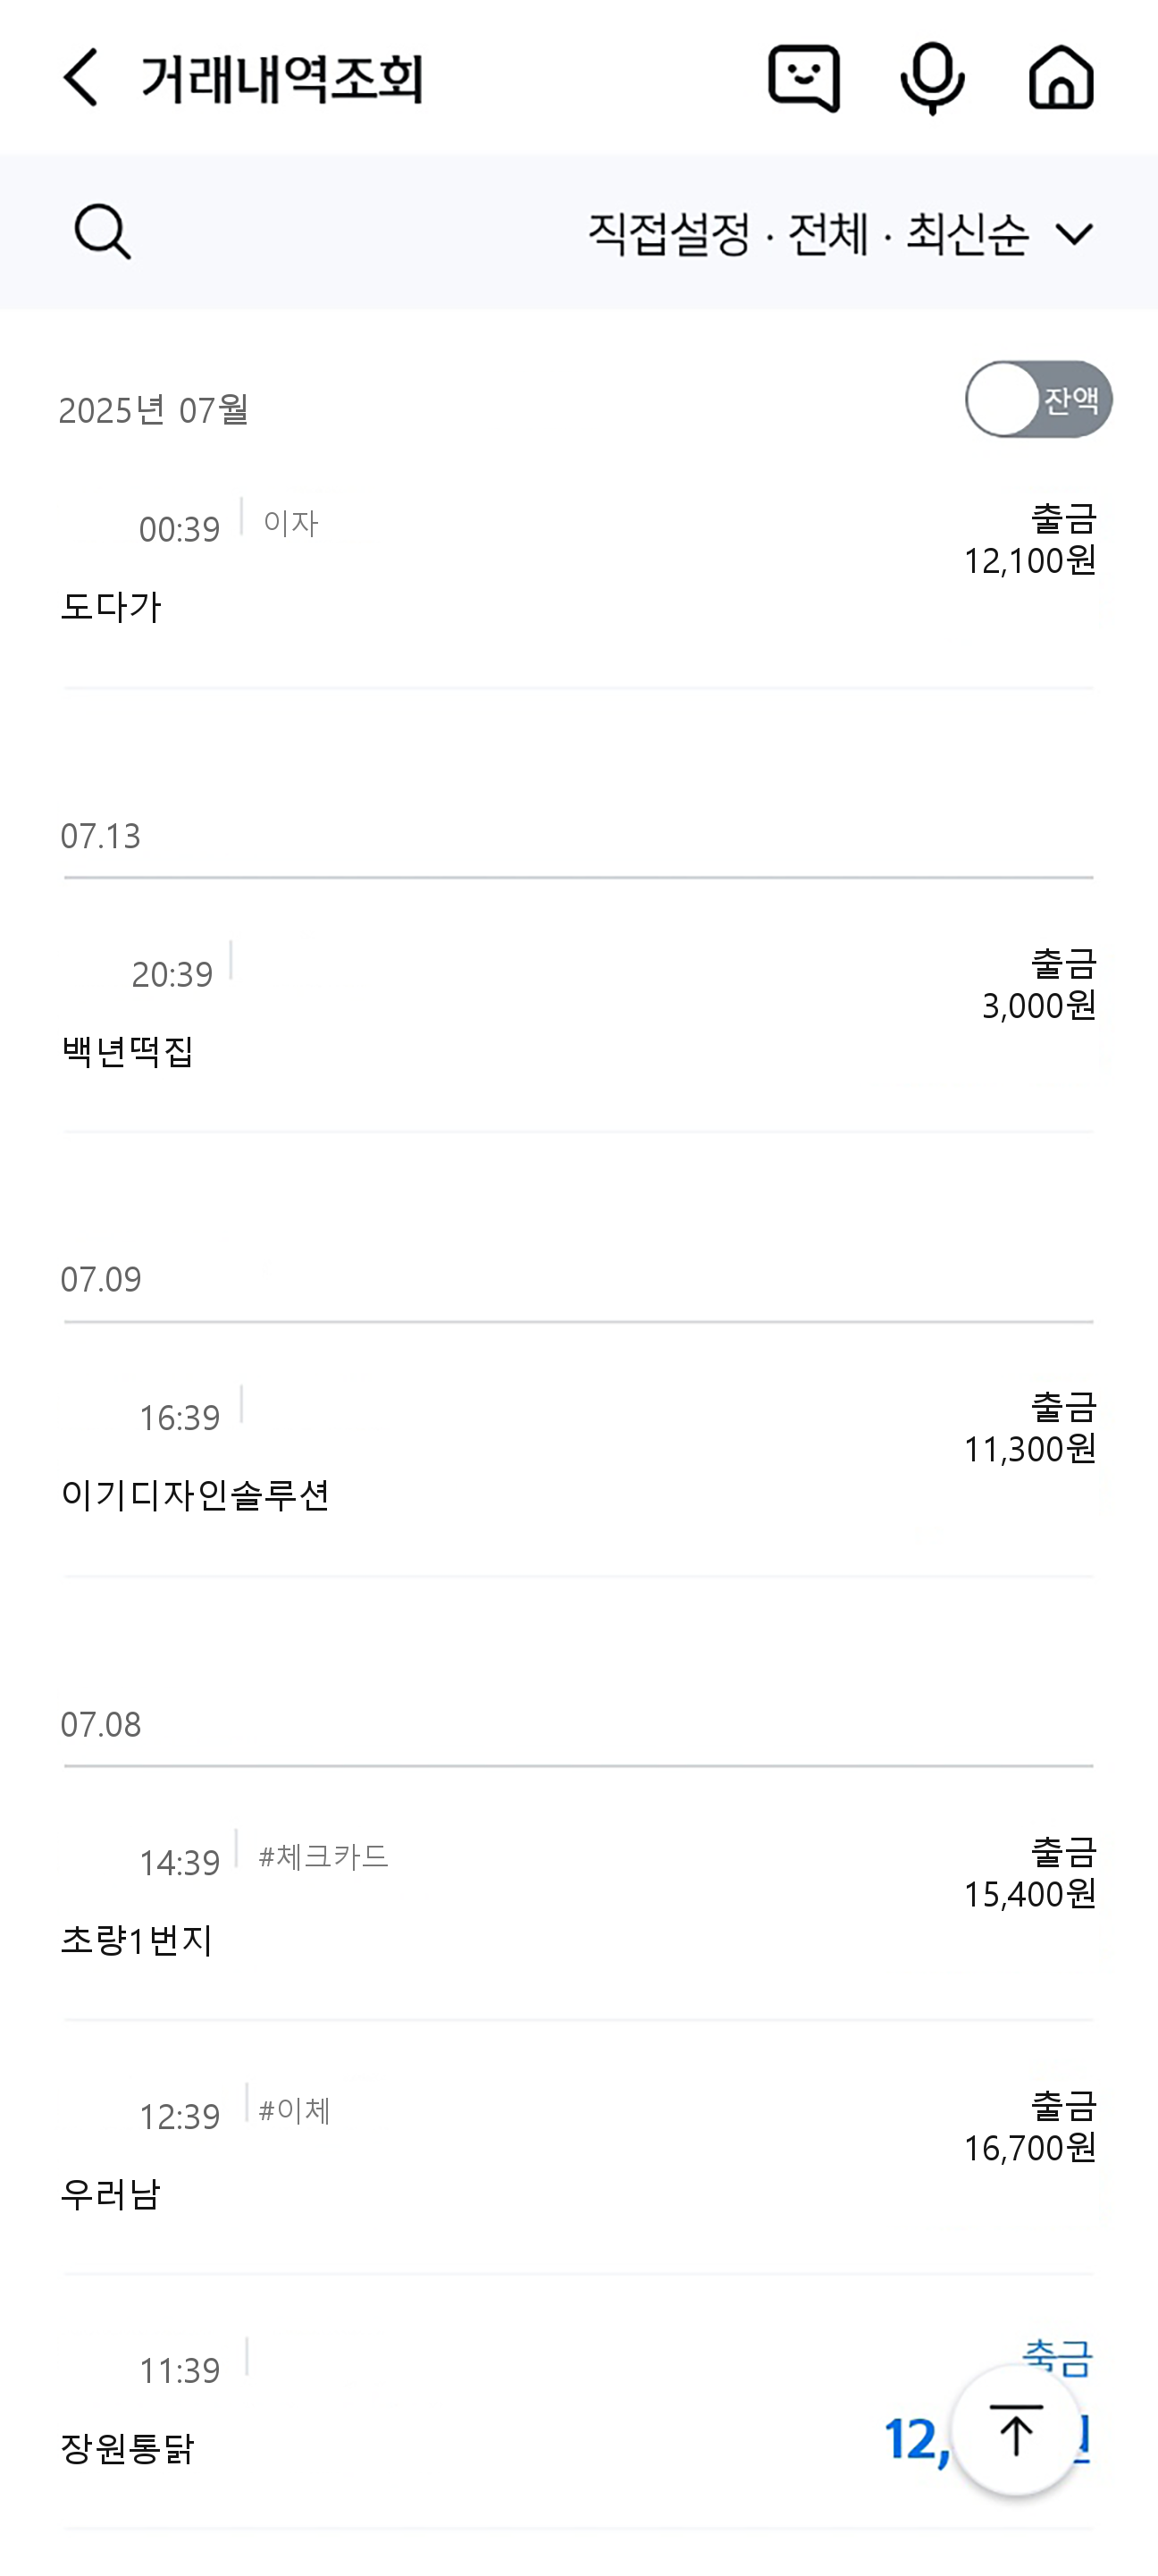 거래내역조회
직접설정 · 전체 · 최신순
2025년 07월
잔액
00:39 이자
출금
12,100원
도다가
07.13
20:39
출금
3,000원
백년떡집
07.09
16:39
출금
11,300원
이기디자인솔루션
07.08
14:39 #체크카드
출금
15,400원
초량1번지
12:39 #이체
출금
16,700원
우러남
11:39
12,
장원통닭